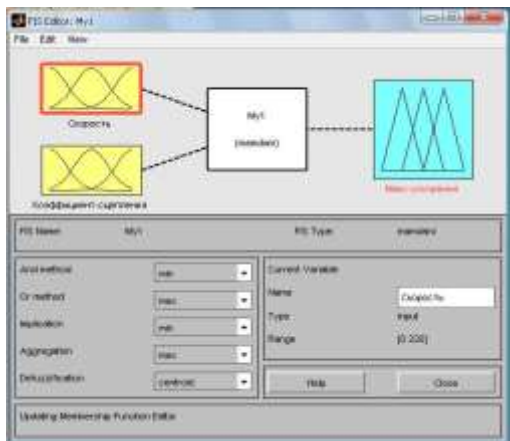 FIS Editor: My1
File Edit View
Скорость
My1
(mamdani)
Коэффициент сцепления
FIS Name: My1 FIS Type: mamdani
And method min
Or method max
Implication min
Aggregation max
Defuzzification centroid
Current Variable
Name Скорость
Type input
Range [0 220]
Help Close
Updating Membership Function Editor